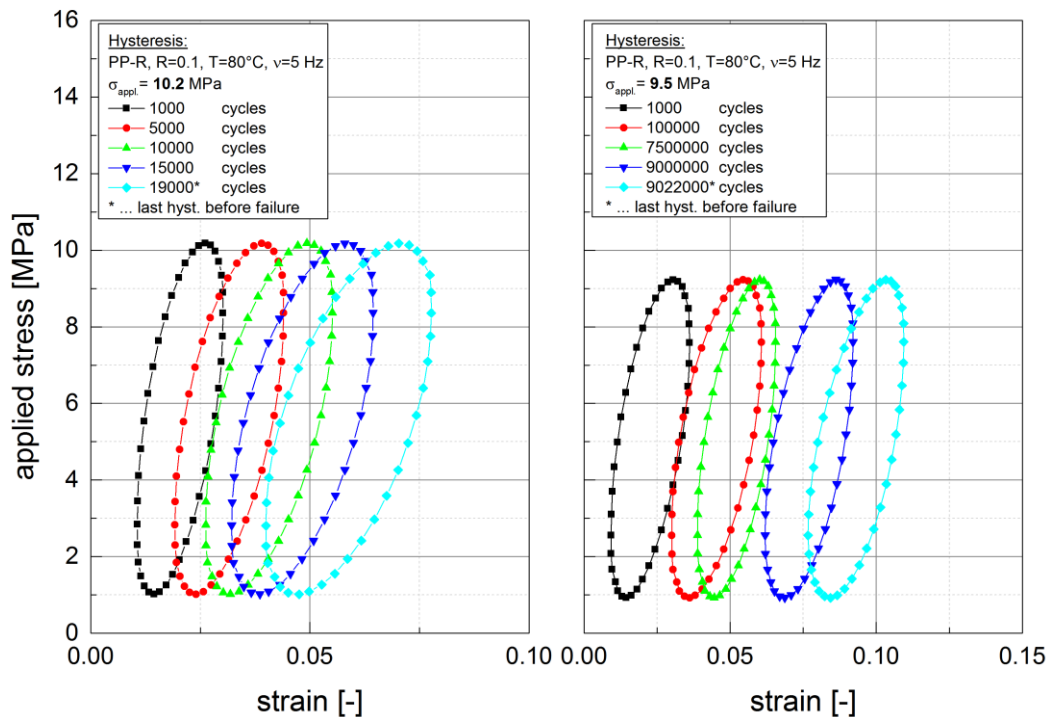 16
14
12
10
8
6
4
2
0
applied stress [MPa]
Hysteresis:
PP-R, R=0.1, T=80°C, ν=5 Hz
σappl.= 10.2 MPa
1000 cycles
5000 cycles
10000 cycles
15000 cycles
19000* cycles
* ... last hyst. before failure
0.00 0.05 0.10
strain [-]
Hysteresis:
PP-R, R=0.1, T=80°C, ν=5 Hz
σappl.= 9.5 MPa
1000 cycles
100000 cycles
7500000 cycles
9000000 cycles
9022000* cycles
* ... last hyst. before failure
0.00 0.05 0.10 0.15
strain [-]